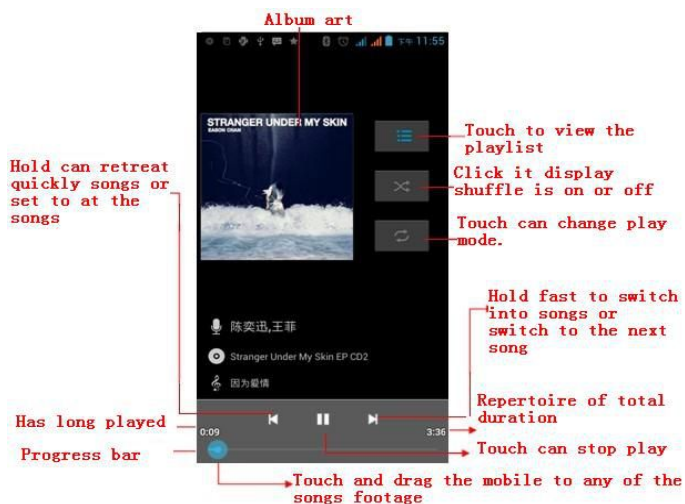 Album art
下午 11:55
STRANGER UNDER MY SKIN
EASON CHAN
Touch to view the
playlist
Click it display
shuffle is on or off
Touch can change play
mode.
Hold can retreat
quickly songs or
set to at the
songs
陈奕迅,王菲
Stranger Under My Skin EP CD2
因为爱情
Hold fast to switch
into songs or
switch to the next
song
Repertoire of total
duration
Has long played
0:09
3:36
Progress bar
Touch can stop play
Touch and drag the mobile to any of the
songs footage